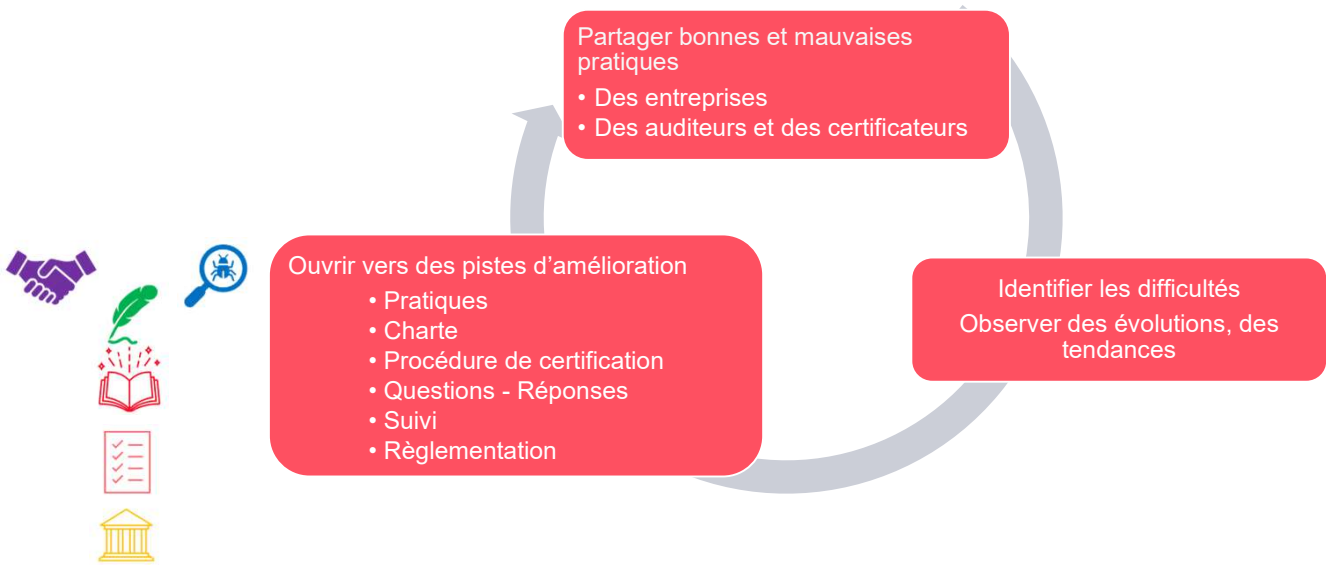 Partager bonnes et mauvaises
pratiques
• Des entreprises
• Des auditeurs et des certificateurs
Identifier les difficultés
Observer des évolutions, des
tendances
Ouvrir vers des pistes d’amélioration
• Pratiques
• Charte
• Procédure de certification
• Questions - Réponses
• Suivi
• Règlementation